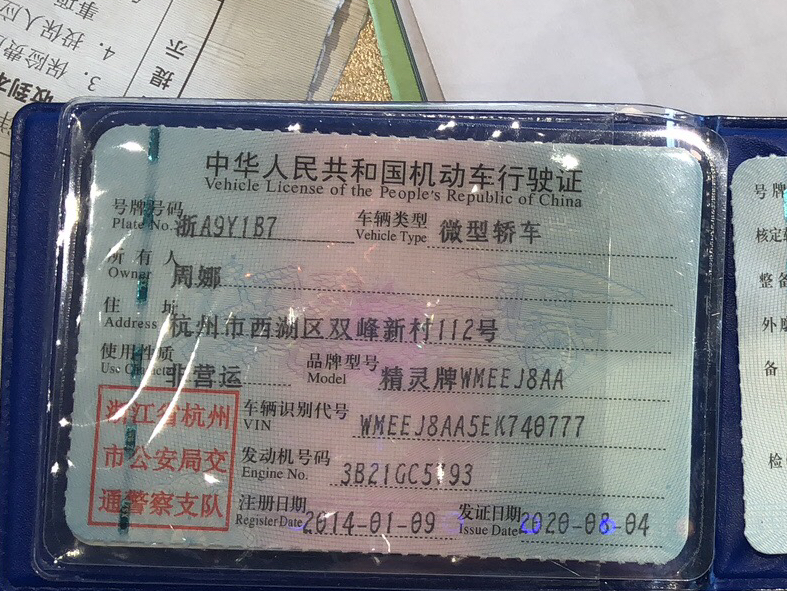 事项
4. 投保人应
3. 保险费
收到本
提示
中华人民共和国机动车行驶证
Vehicle License of the People's Republic of China
号牌号码 浙A9Y1B7 车辆类型 微型轿车
Plate No. Vehicle Type
所有人 周娜
Owner
住址 杭州市西湖区双峰新村112号
Address
使用性质 非营运 品牌型号 精灵牌WMEEJ8AA
Use Character Model
浙江省杭州
市公安局交
通警察支队
车辆识别代号 WMEEJ8AA5EK740777
VIN
发动机号码
Engine No.
注册日期 2014-01-09 发证日期 2020-08-04
Register Date Issue Date
号牌
核定
整备
外廓
备
检